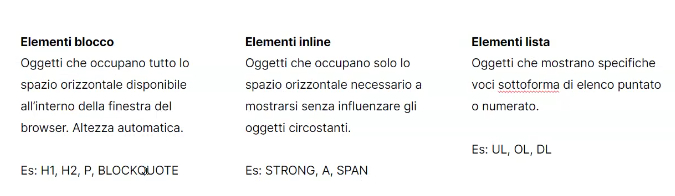 Elementi blocco
Oggetti che occupano tutto lo
spazio orizzontale disponibile
all'interno della finestra del
browser. Altezza automatica.
Es: H1, H2, P, BLOCKQUOTE
Elementi inline
Oggetti che occupano solo lo
spazio orizzontale necessario a
mostrarsi senza influenzare gli
oggetti circostanti.
Es: STRONG, A, SPAN
Elementi lista
Oggetti che mostrano specifiche
voci sottoforma di elenco puntato
o numerato.
Es: UL, OL, DL